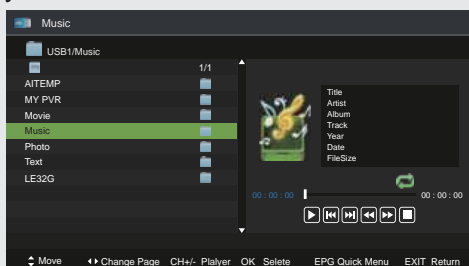 Music
USB1/Music
1/1
AITEMP
MY PVR
Movie
Music
Photo
Text
LE32G
Title
Artist
Album
Track
Year
Date
FileSize
00 : 00 : 00
00 : 00 : 00
Move Change Page CH+/- Plalyer OK Selete EPG Quick Menu EXIT Return